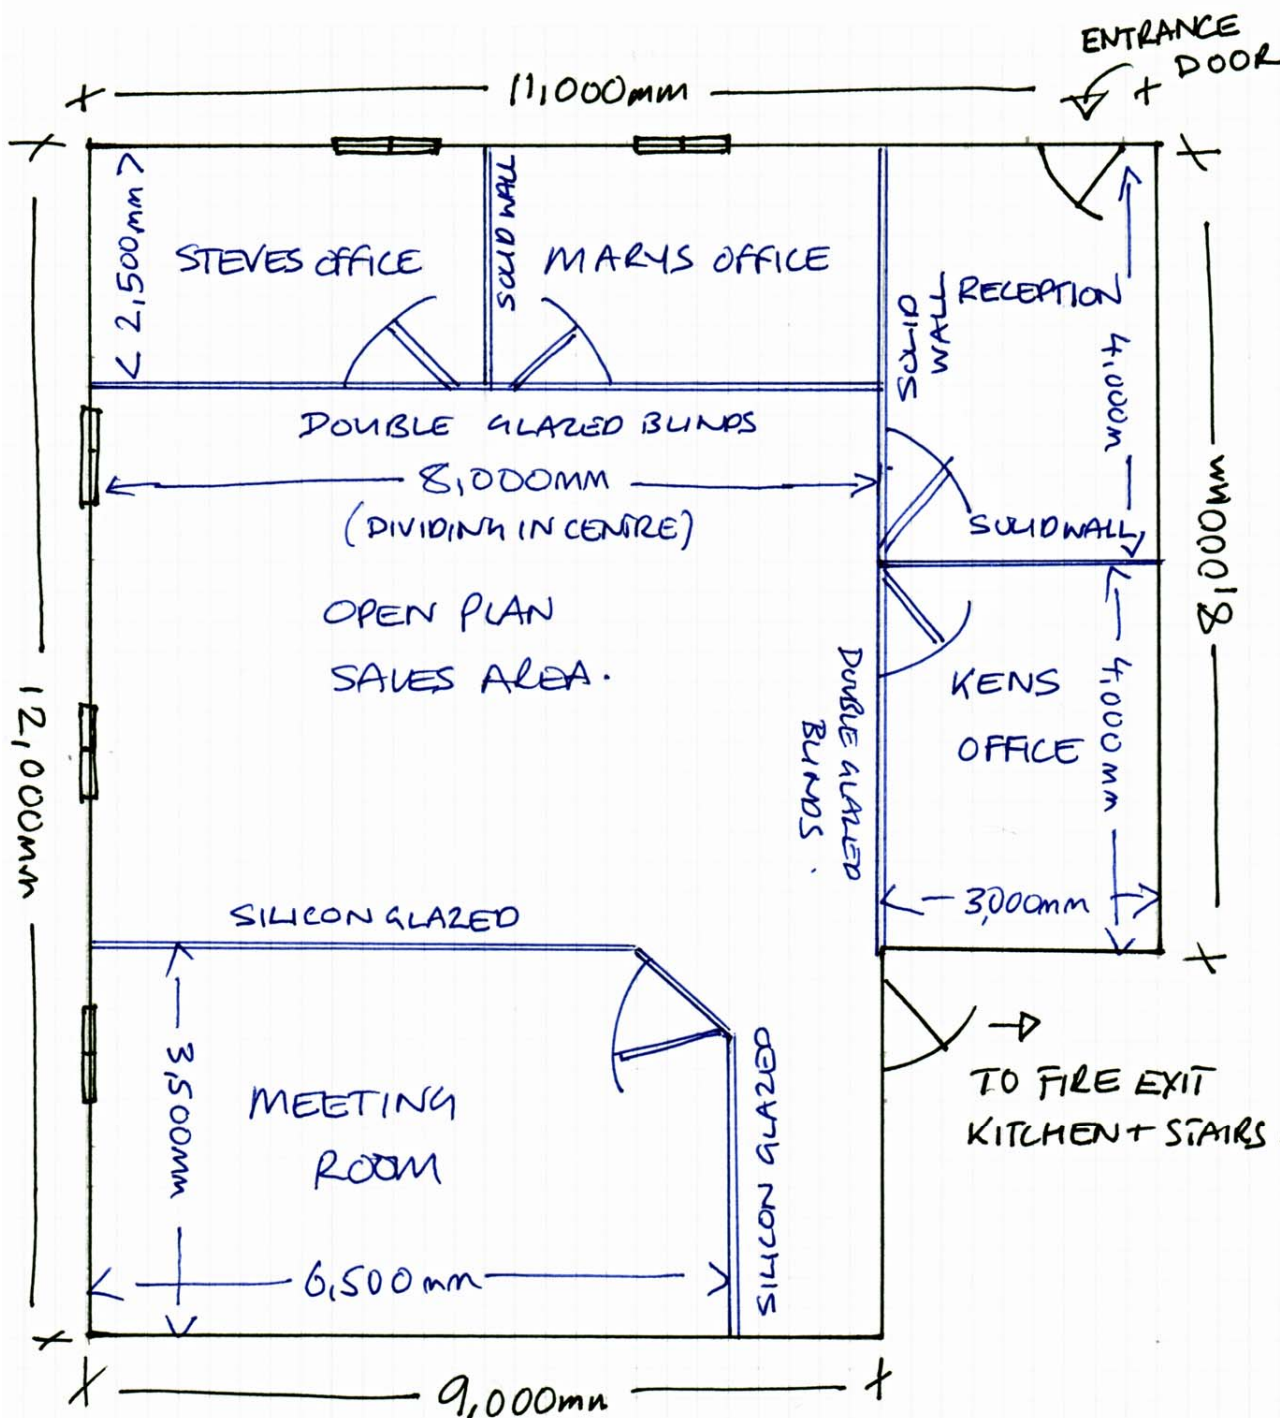 ENTRANCE
DOOR
11,000mm
2,500mm
STEVES OFFICE
SOLID WALL
MARYS OFFICE
SOLID
WALL
RECEPTION
4,000m
DOUBLE GLAZED BLINDS
8,000MM
(DIVIDING IN CENTRE)
SOLID WALL
8,000mm
OPEN PLAN
SALES AREA.
12,000mm
DOUBLE GLAZED
BLINDS.
KENS
OFFICE
4,000mm
3,000mm
SILICON GLAZED
3,500mm
MEETING
ROOM
SILICON GLAZED
TO FIRE EXIT
KITCHEN + STAIRS
6,500mm
9,000mm